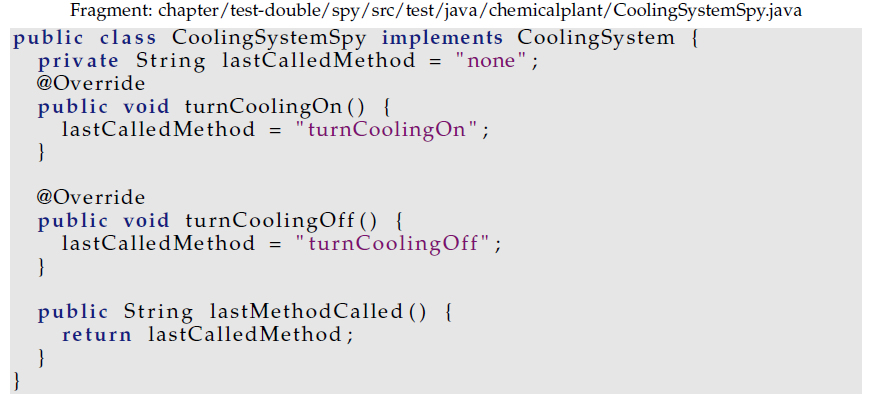 Fragment: chapter/test-double/spy/src/test/java/chemicalplant/CoolingSystemSpy.java
public class CoolingSystemSpy implements CoolingSystem {
  private String lastCalledMethod = "none";
  @Override
  public void turnCoolingOn() {
    lastCalledMethod = "turnCoolingOn";
  }

  @Override
  public void turnCoolingOff() {
    lastCalledMethod = "turnCoolingOff";
  }

  public String lastMethodCalled() {
    return lastCalledMethod;
  }
}